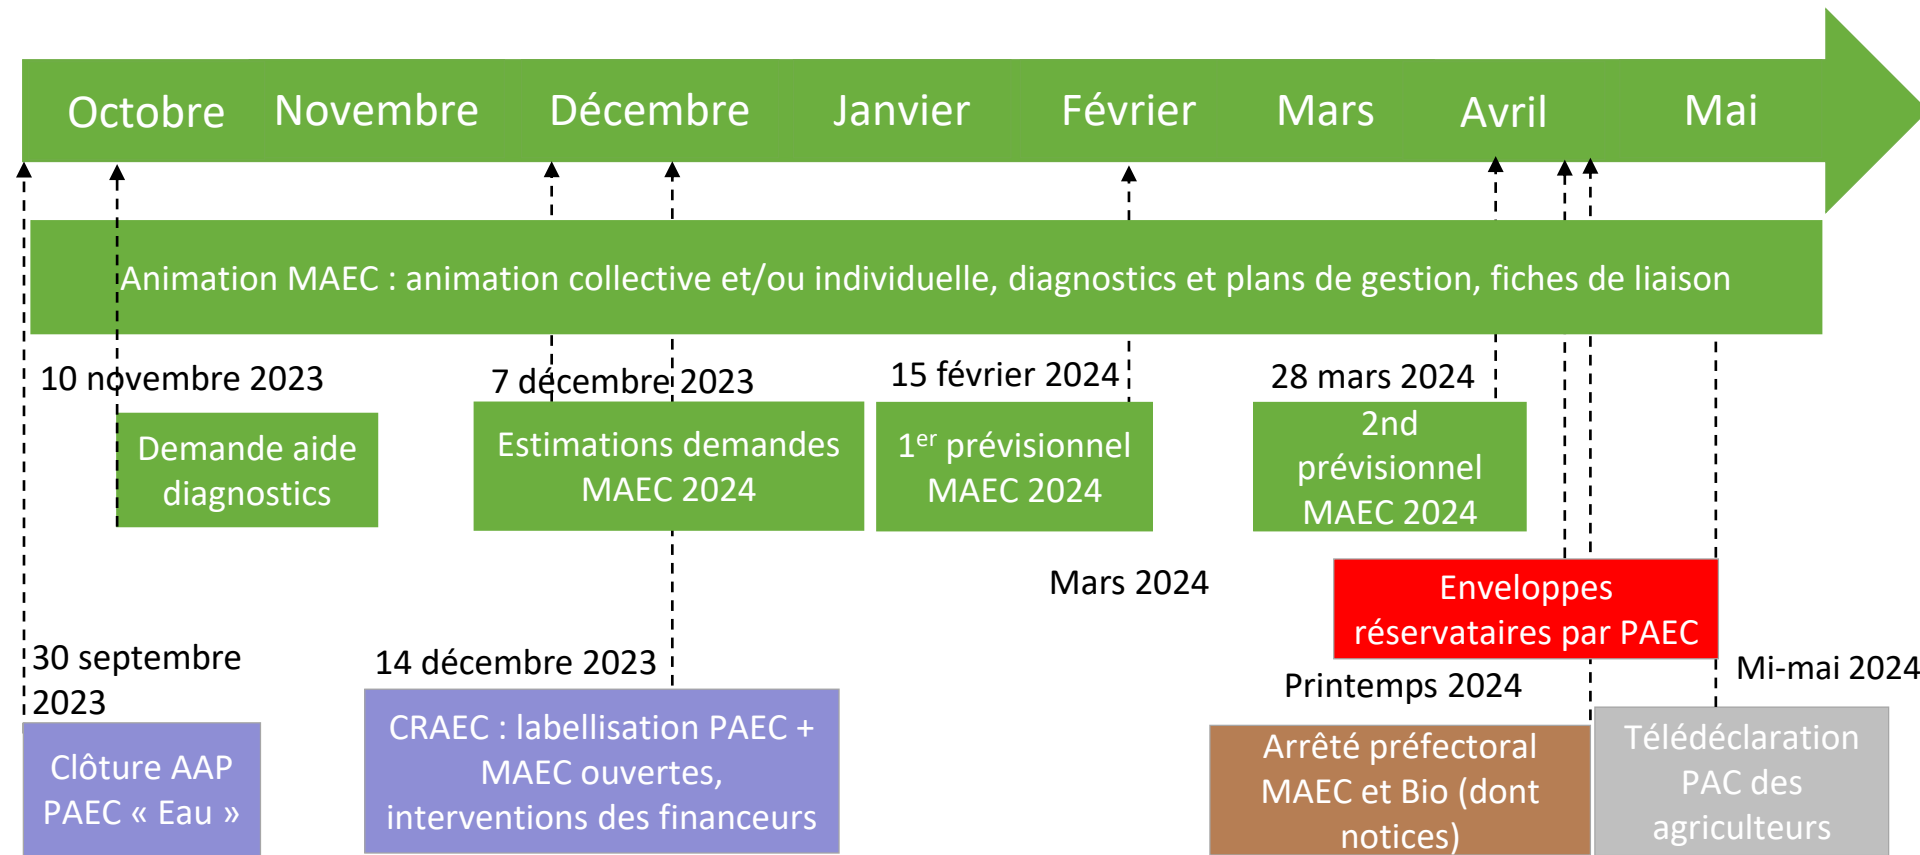 Octobre Novembre Décembre Janvier Février Mars Avril Mai
Animation MAEC : animation collective et/ou individuelle, diagnostics et plans de gestion, fiches de liaison
10 novembre 2023
Demande aide
diagnostics
7 décembre 2023
Estimations demandes
MAEC 2024
15 février 2024
1er prévisionnel
MAEC 2024
28 mars 2024
2nd
prévisionnel
MAEC 2024
Mars 2024
Enveloppes
réservataires par PAEC
30 septembre
2023
Clôture AAP
PAEC « Eau »
14 décembre 2023
CRAEC : labellisation PAEC +
MAEC ouvertes,
interventions des financeurs
Printemps 2024
Arrêté préfectoral
MAEC et Bio (dont
notices)
Mi-mai 2024
Télédéclaration
PAC des
agriculteurs